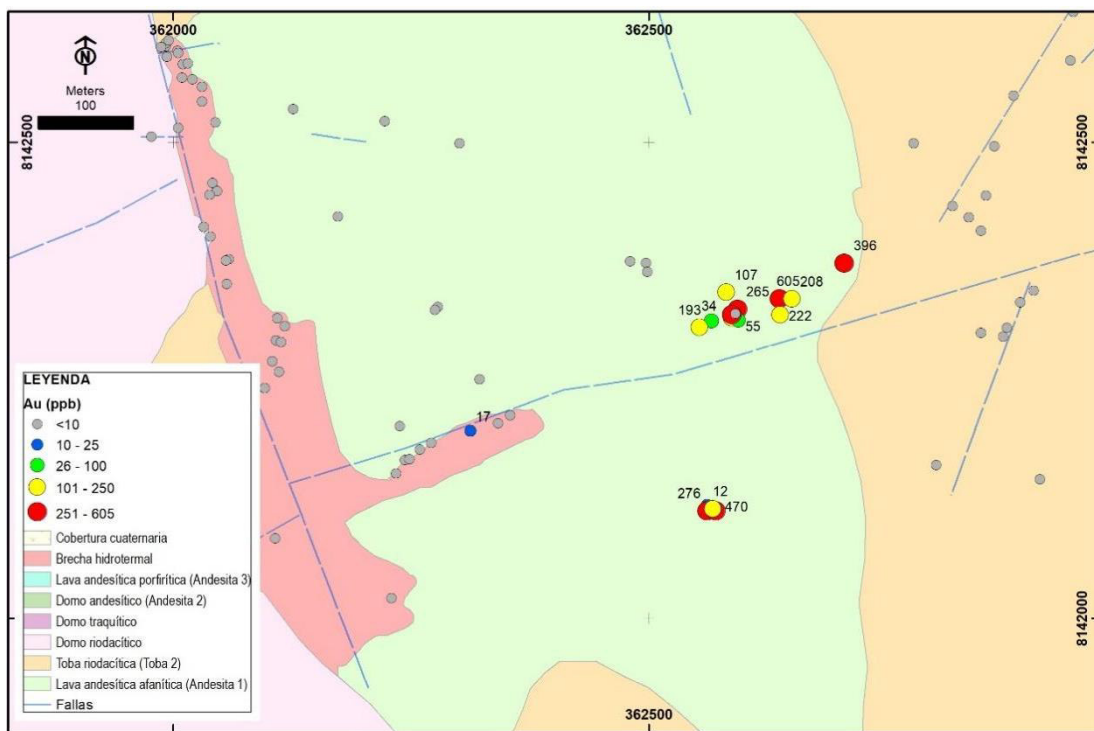 362000
362500
N
Meters
100
8142500
8142500
396
107
605
208
265
193
34
222
55
17
12
276
470
8142000
8142000
362500
LEYENDA
Au (ppb)
<10
10 - 25
26 - 100
101 - 250
251 - 605
Cobertura cuaternaria
Brecha hidrotermal
Lava andesítica porfirítica (Andesita 3)
Domo andesítico (Andesita 2)
Domo traquítico
Domo riodacítico
Toba riodacítica (Toba 2)
Lava andesítica afanítica (Andesita 1)
Fallas